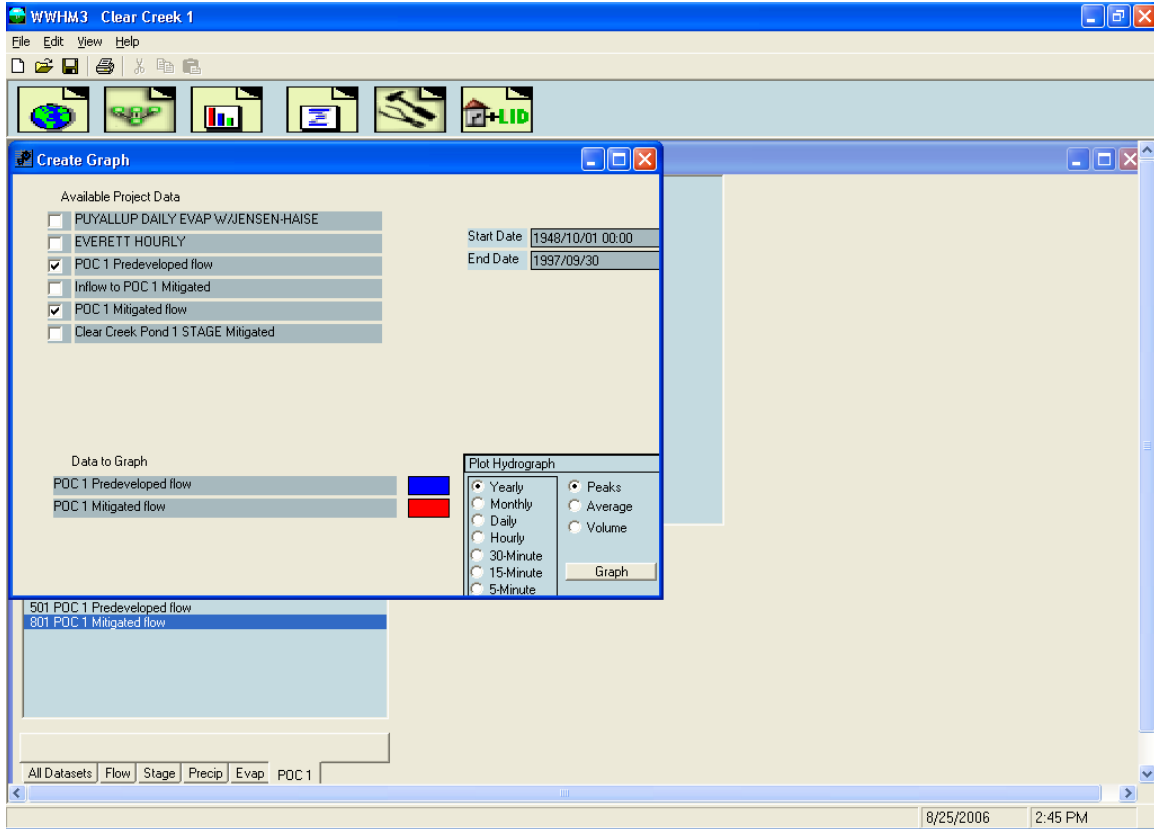 WWHM3 Clear Creek 1
File Edit View Help
+LID
Create Graph
Available Project Data
PUYALLUP DAILY EVAP W/JENSEN-HAISE
EVERETT HOURLY
POC 1 Predeveloped flow
Inflow to POC 1 Mitigated
POC 1 Mitigated flow
Clear Creek Pond 1 STAGE Mitigated
Start Date 1948/10/01 00:00
End Date 1997/09/30
Data to Graph
POC 1 Predeveloped flow
POC 1 Mitigated flow
Plot Hydrograph
Yearly Peaks
Monthly Average
Daily Volume
Hourly
30-Minute
15-Minute Graph
5-Minute
501 POC 1 Predeveloped flow
801 POC 1 Mitigated flow
All Datasets Flow Stage Precip Evap POC 1
8/25/2006 2:45 PM